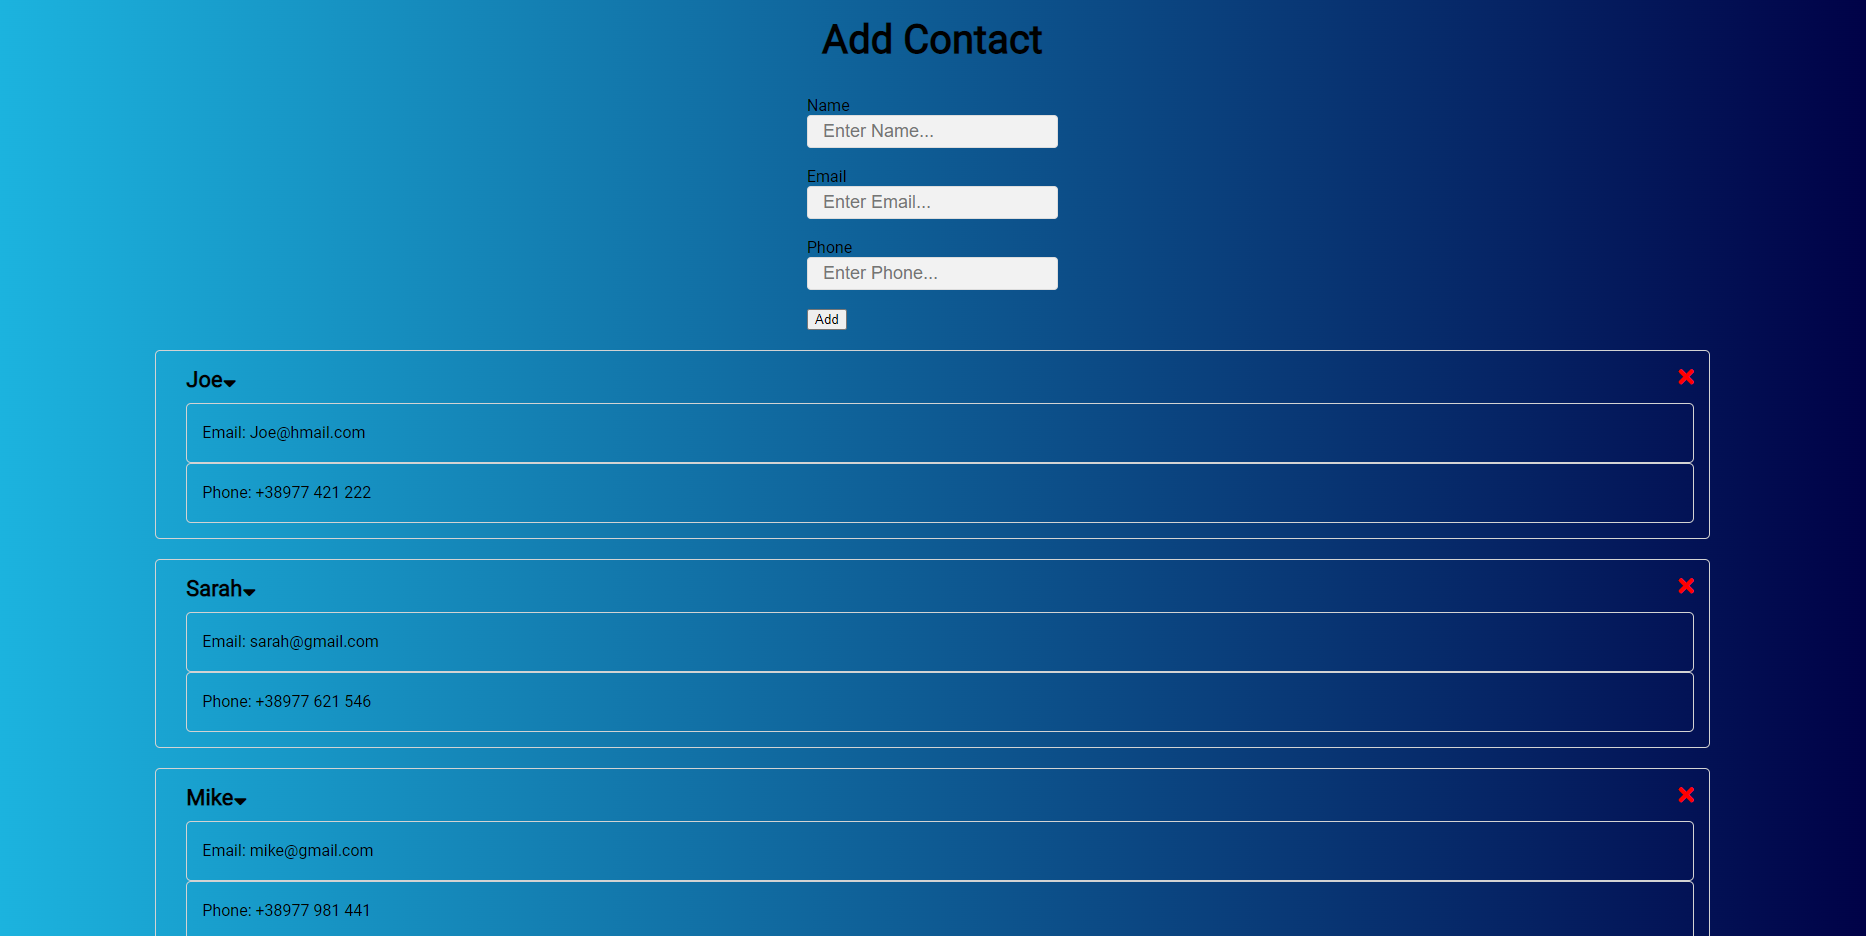 Add Contact
Name
Enter Name...
Email
Enter Email...
Phone
Enter Phone...
Add
Joe
Email: Joe@hmail.com
Phone: +38977 421 222
Sarah
Email: sarah@gmail.com
Phone: +38977 621 546
Mike
Email: mike@gmail.com
Phone: +38977 981 441